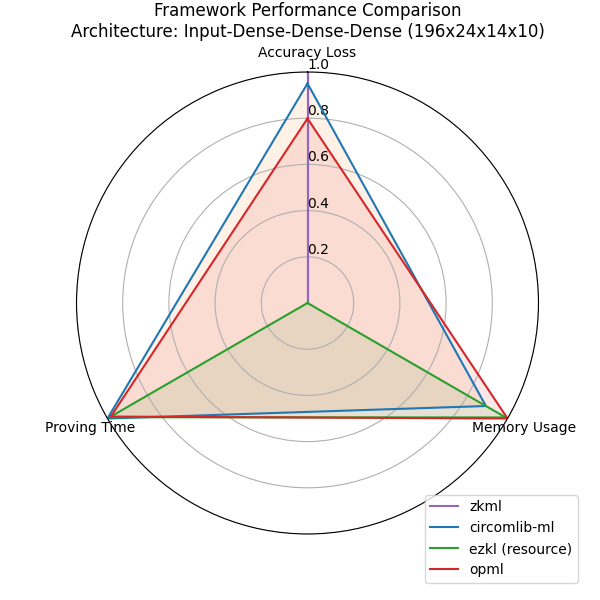 Framework Performance Comparison
Architecture: Input-Dense-Dense-Dense (196x24x14x10)
Accuracy Loss
1.0
0.8
0.6
0.4
0.2
Proving Time
Memory Usage
zkml
circomlib-ml
ezkl (resource)
opml